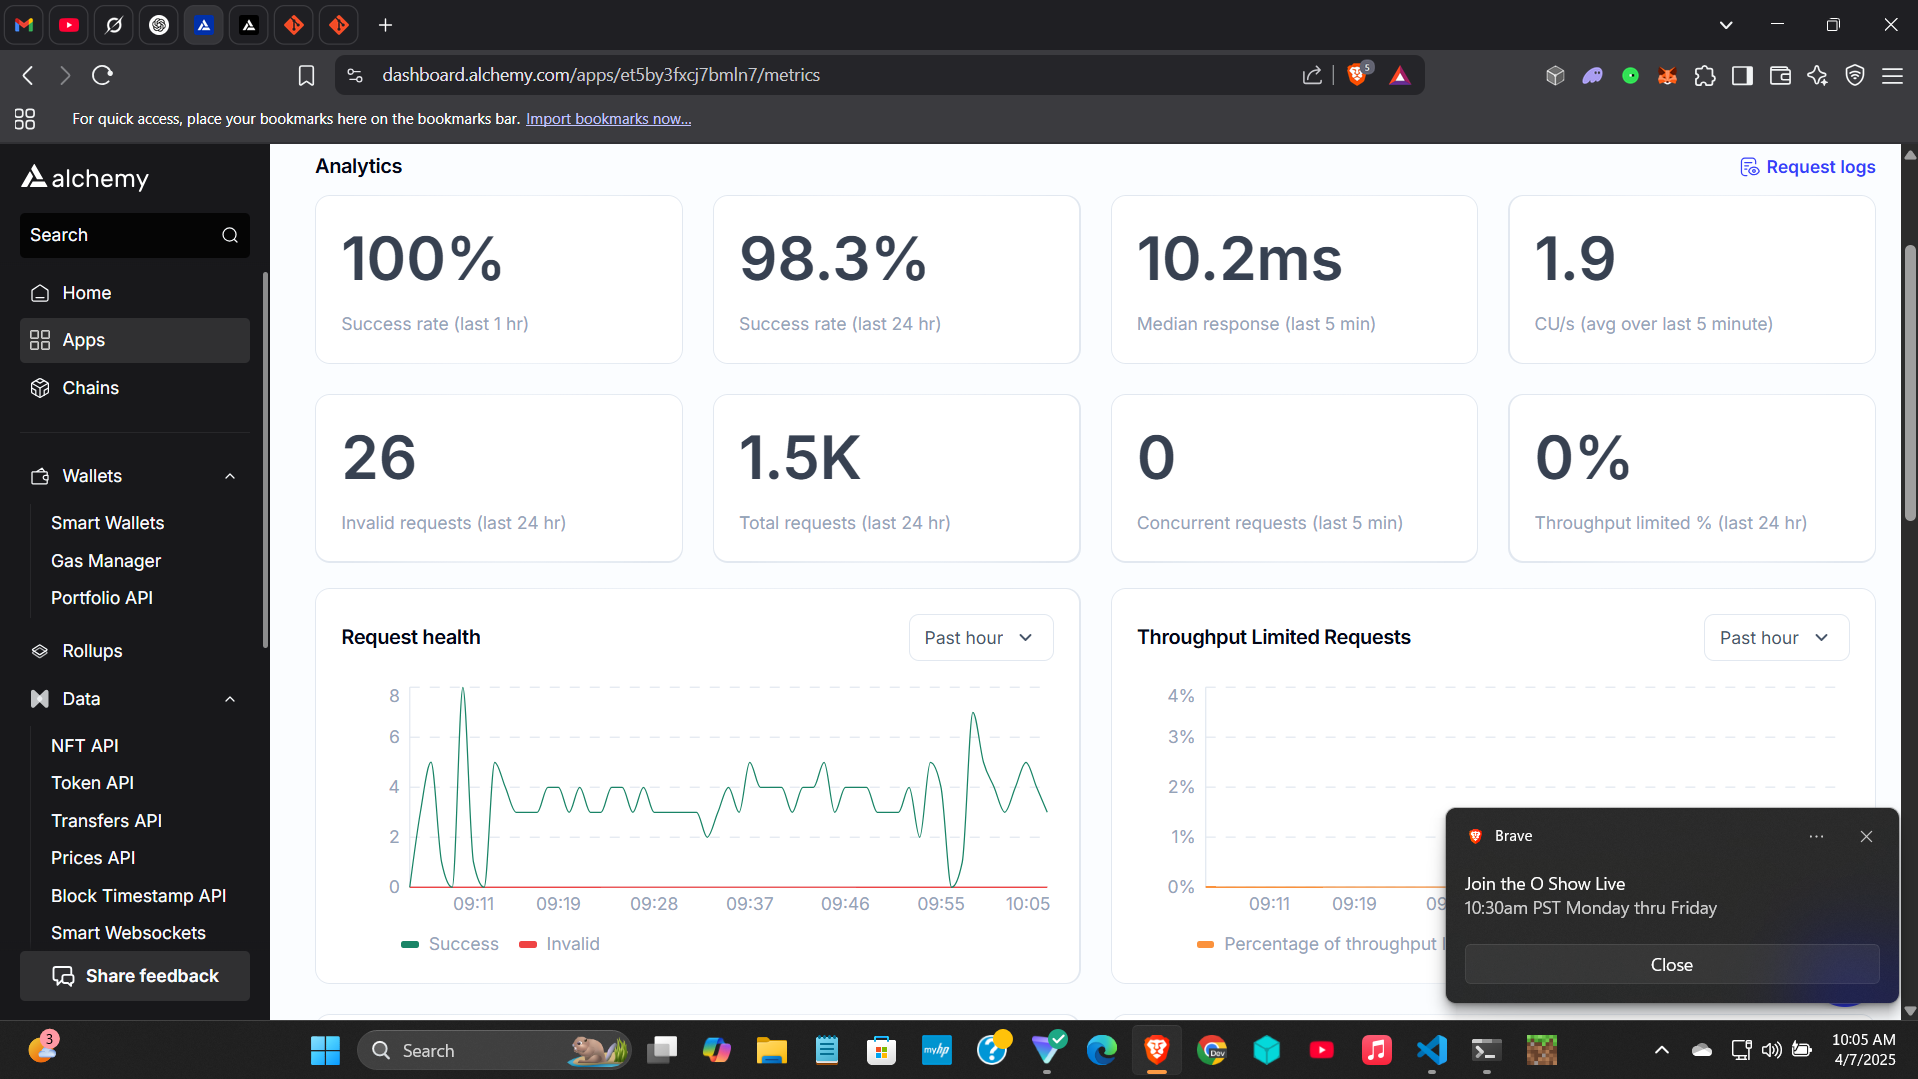 dashboard.alchemy.com/apps/et5by3fxcj7bmln7/metrics
5
For quick access, place your bookmarks here on the bookmarks bar. Import bookmarks now...
alchemy
Search
Home
Apps
Chains
Wallets
Smart Wallets
Gas Manager
Portfolio API
Rollups
Data
NFT API
Token API
Transfers API
Prices API
Block Timestamp API
Smart Websockets
Share feedback
Analytics
Request logs
100%
Success rate (last 1 hr)
98.3%
Success rate (last 24 hr)
10.2ms
Median response (last 5 min)
1.9
CU/s (avg over last 5 minute)
26
Invalid requests (last 24 hr)
1.5K
Total requests (last 24 hr)
0
Concurrent requests (last 5 min)
0%
Throughput limited % (last 24 hr)
Request health
Past hour
8
6
4
2
0
09:11 09:19 09:28 09:37 09:46 09:55 10:05
Success Invalid
Throughput Limited Requests
Past hour
4%
3%
2%
1%
0%
09:11 09:19 09
Percentage of throughput l
Brave
Join the O Show Live
10:30am PST Monday thru Friday
Close
3
Search
myhp
Dev
10:05 AM
4/7/2025